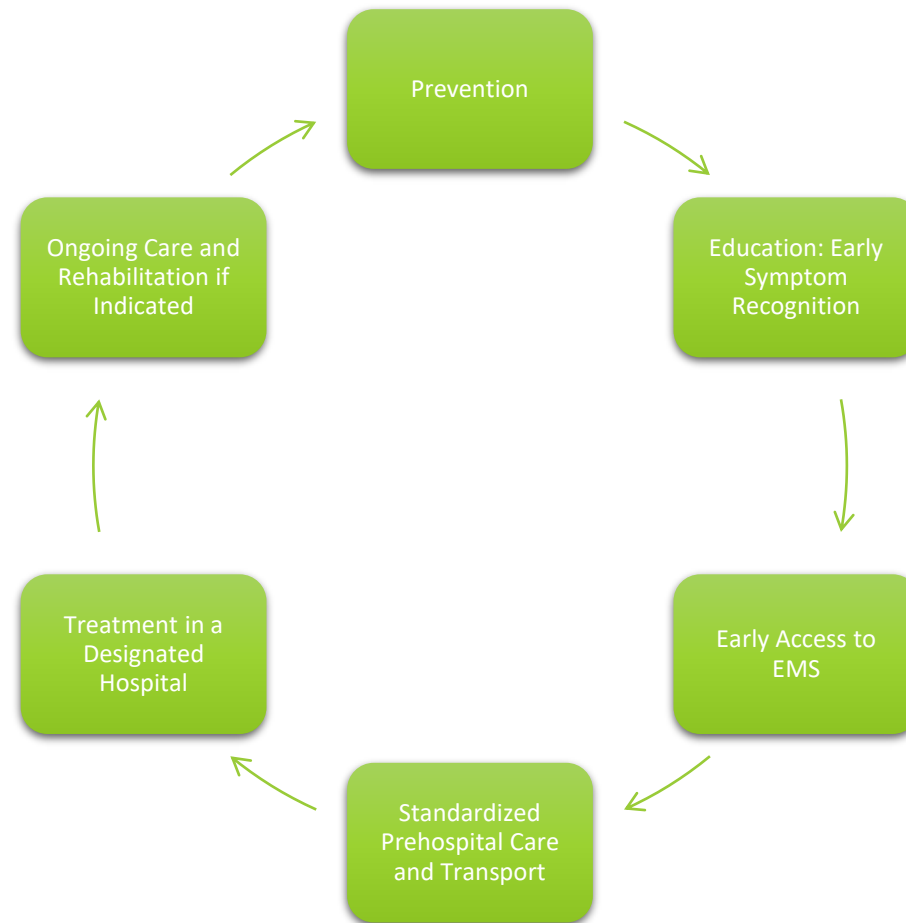 Prevention
Education: Early
Symptom
Recognition
Early Access to
EMS
Standardized
Prehospital Care
and Transport
Treatment in a
Designated
Hospital
Ongoing Care and
Rehabilitation if
Indicated